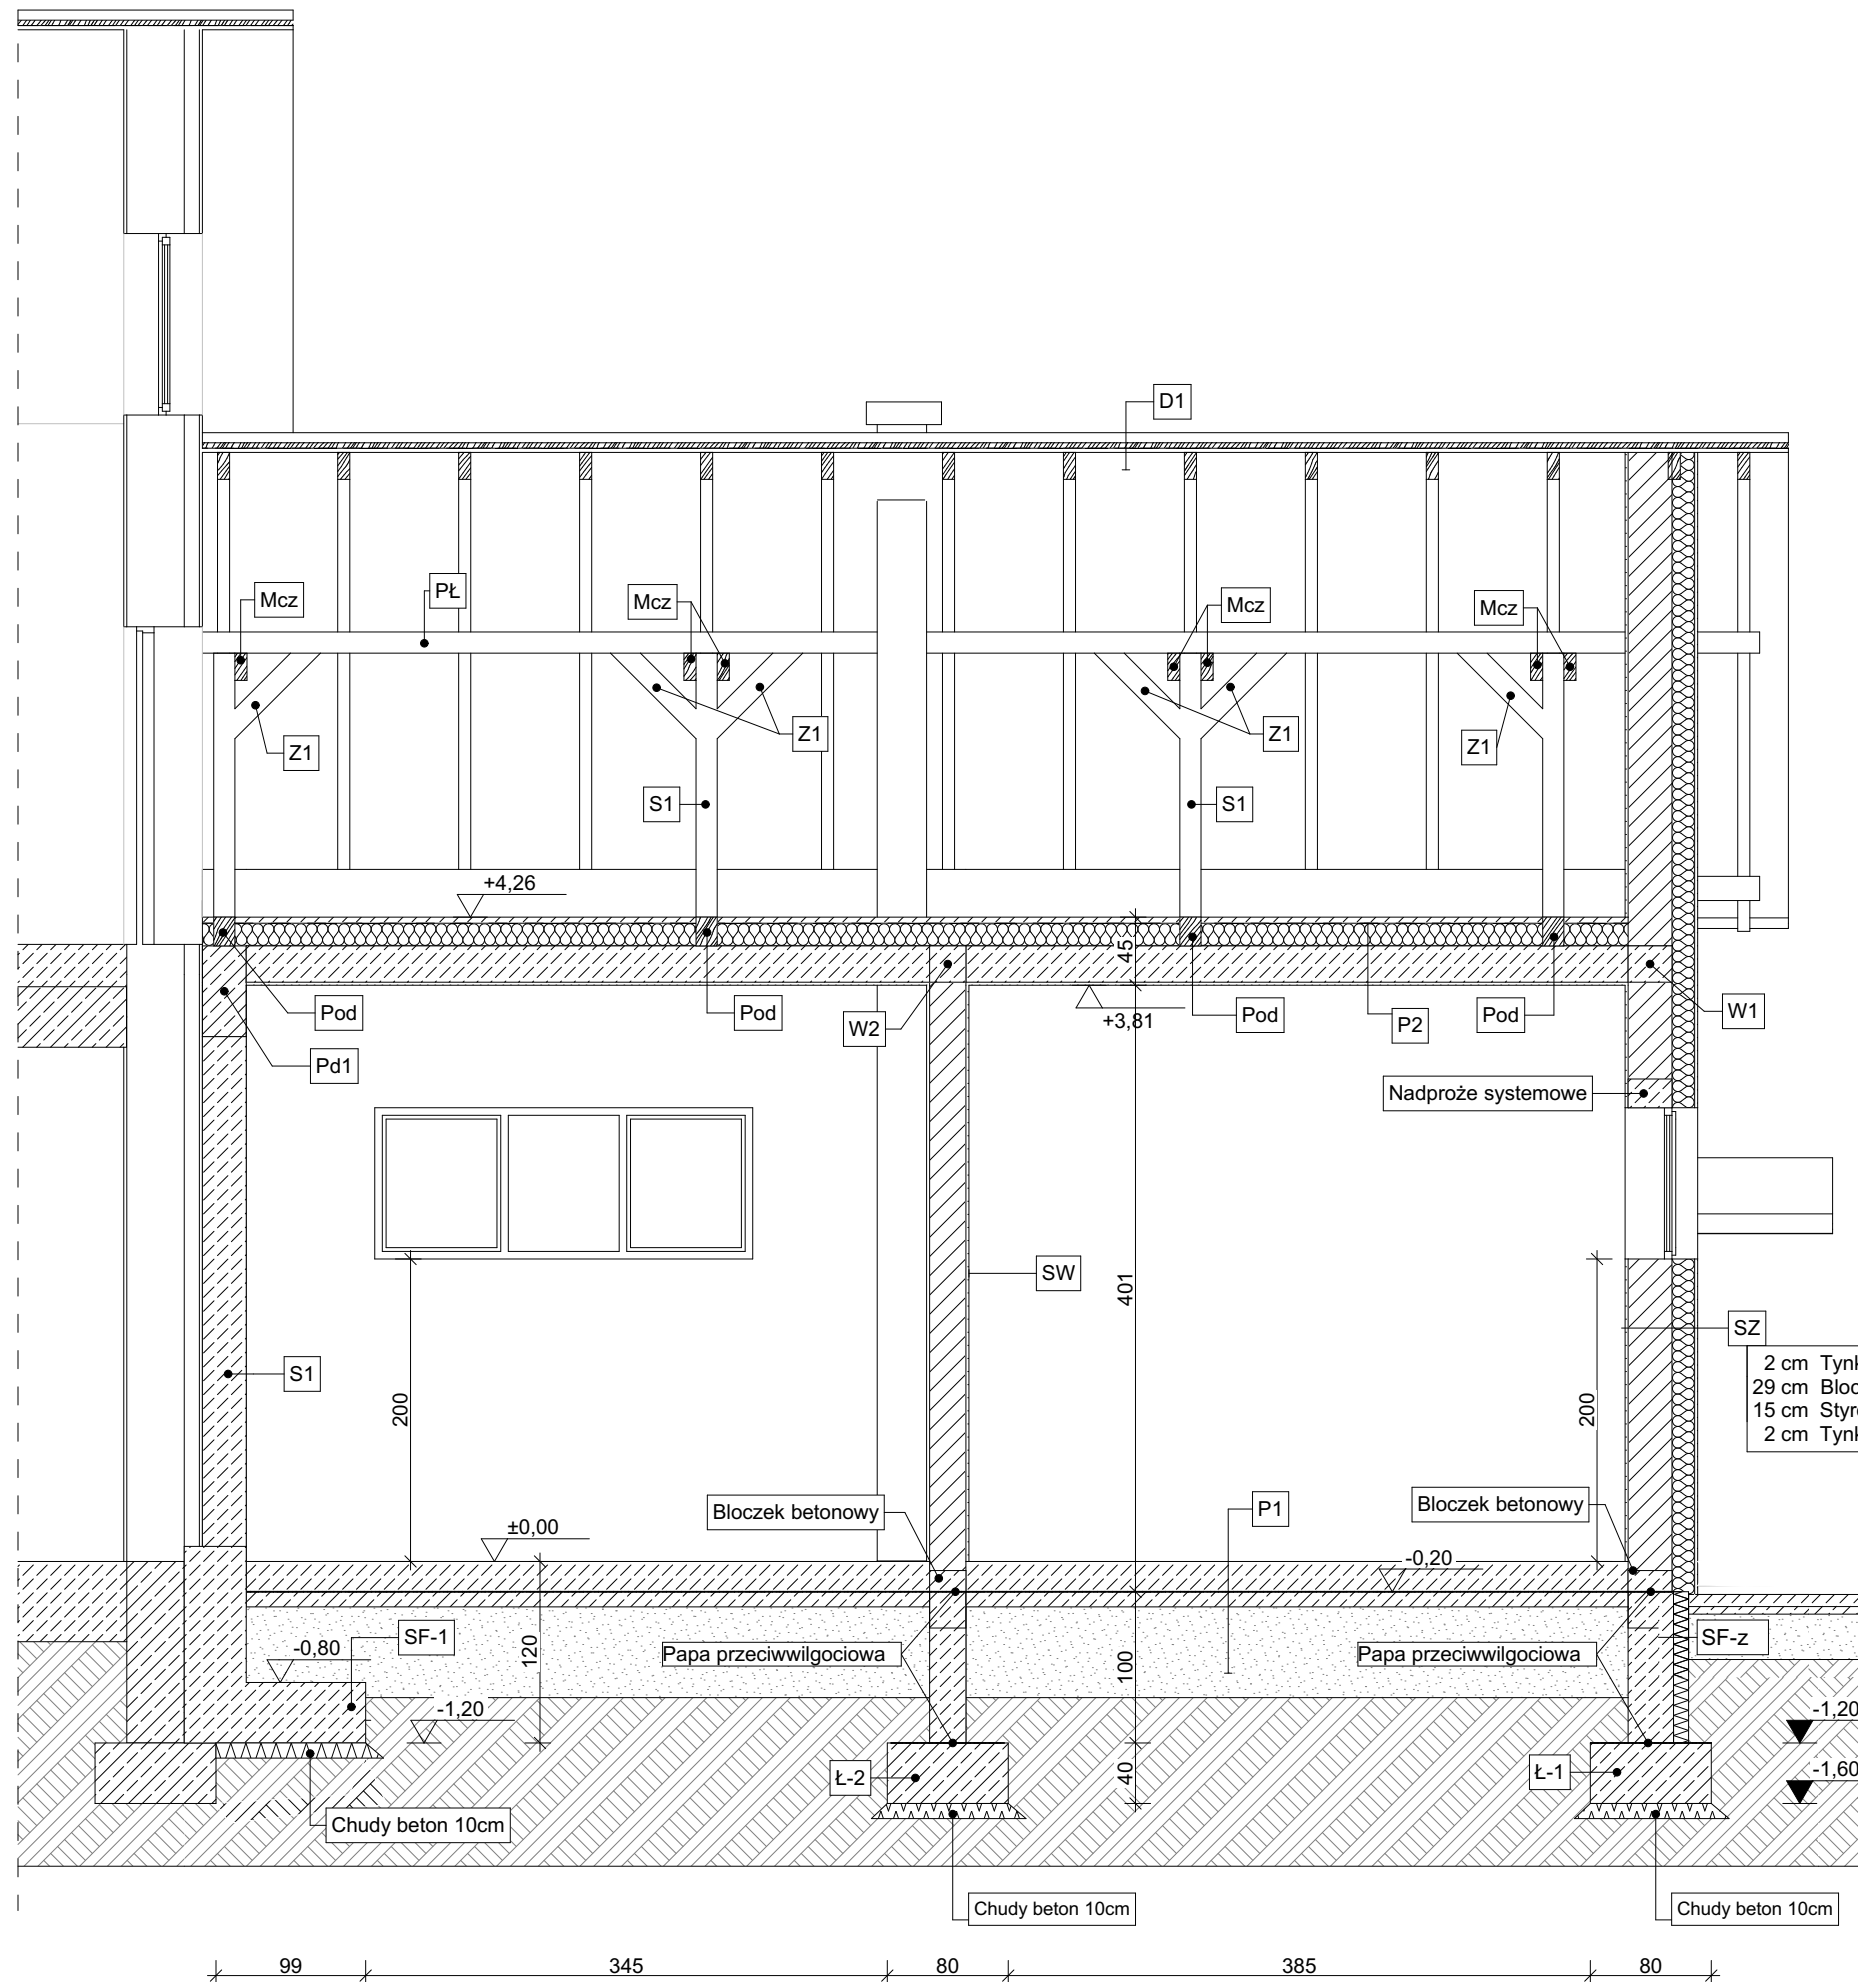 D1
Mcz
PŁ
Mcz
Mcz
Mcz
Z1
Z1
Z1
Z1
S1
S1
+4,26
45
Pod
Pod
Pod
Pod
W2
+3,81
P2
W1
Pd1
Nadproże systemowe
SW
401
SZ
2 cm
29 cm
15 cm
2 cm
S1
200
200
Bloczek betonowy
P1
Bloczek betonowy
±0,00
-0,20
SF-1
-0,80
120
Papa przeciwwilgociowa
100
Papa przeciwwilgociowa
SF-z
-1,20
-1,20
Ł-2
40
Ł-1
-1,60
Chudy beton 10cm
Chudy beton 10cm
Chudy beton 10cm
99 345 80 385 80